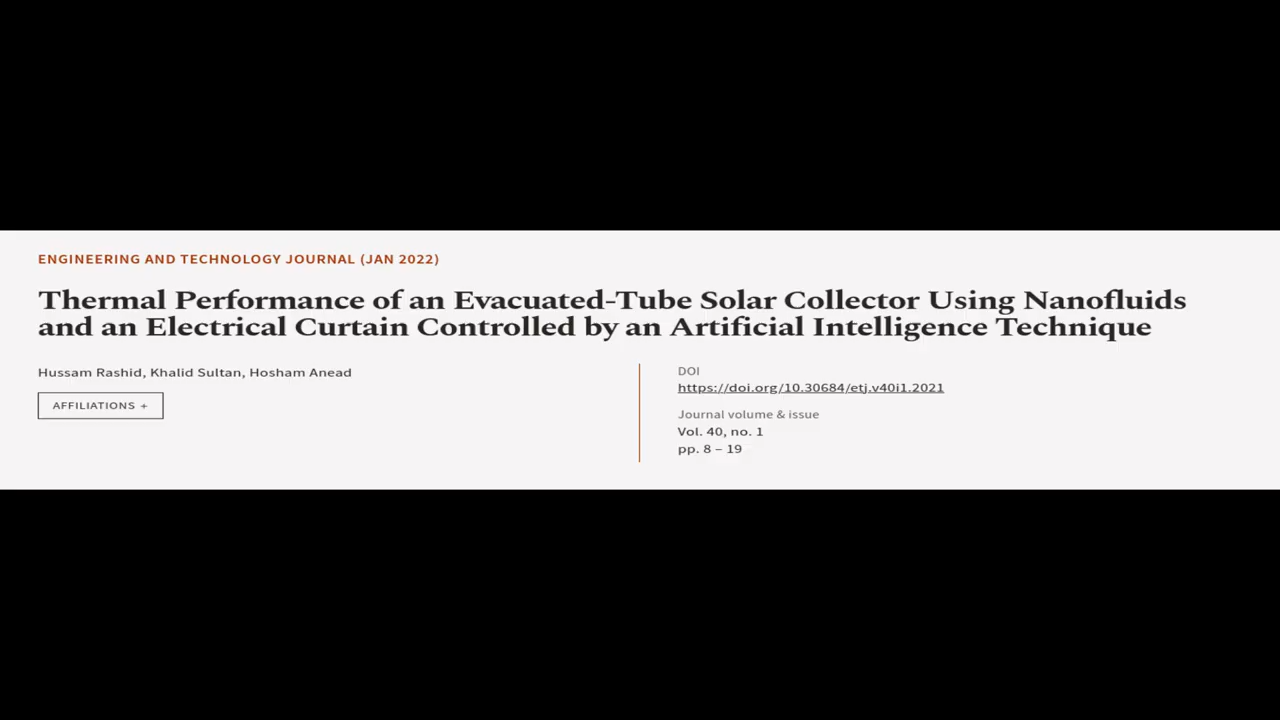 ENGINEERING AND TECHNOLOGY JOURNAL (JAN 2022)
Thermal Performance of an Evacuated-Tube Solar Collector Using Nanofluids
and an Electrical Curtain Controlled by an Artificial Intelligence Technique
Hussam Rashid, Khalid Sultan, Hosham Anead
AFFILIATIONS +
DOI
https://doi.org/10.30684/etj.v40i1.2021
Journal volume & issue
Vol. 40, no. 1
pp. 8 – 19